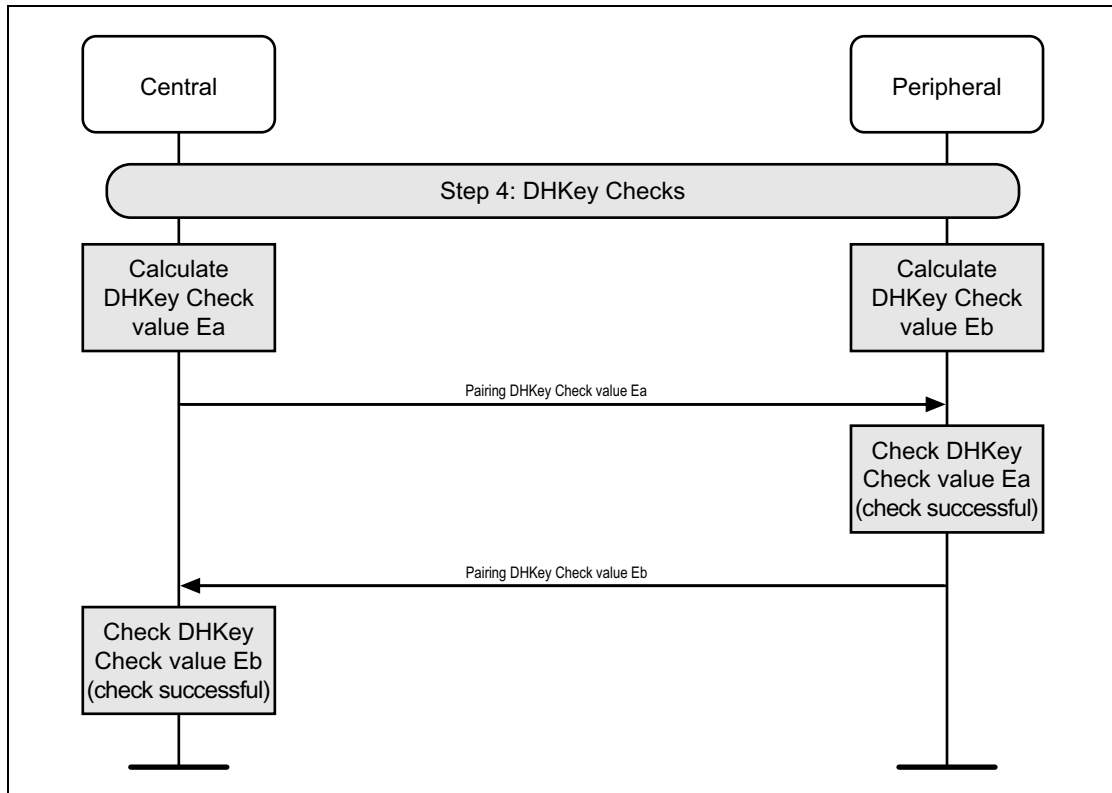 Central
Peripheral
Step 4: DHKey Checks
Calculate
DHKey Check
value Ea
Calculate
DHKey Check
value Eb
Pairing DHKey Check value Ea
Check DHKey
Check value Ea
(check successful)
Pairing DHKey Check value Eb
Check DHKey
Check value Eb
(check successful)